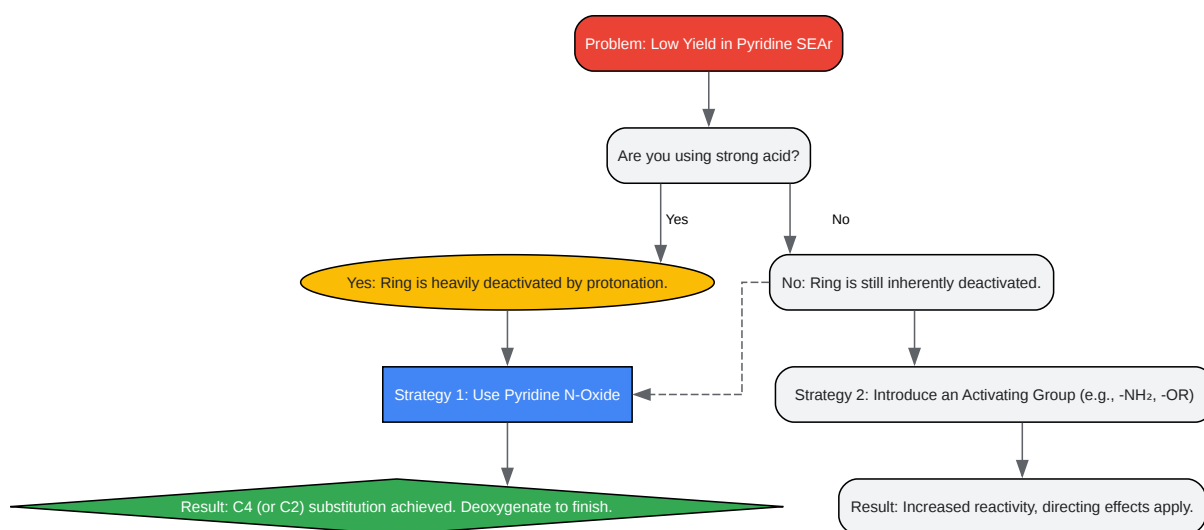 Problem: Low Yield in Pyridine SEAr
Are you using strong acid?
Yes
No
Yes: Ring is heavily deactivated by protonation.
No: Ring is still inherently deactivated.
Strategy 1: Use Pyridine N-Oxide
Strategy 2: Introduce an Activating Group (e.g., -NH₂, -OR)
Result: C4 (or C2) substitution achieved. Deoxygenate to finish.
Result: Increased reactivity, directing effects apply.